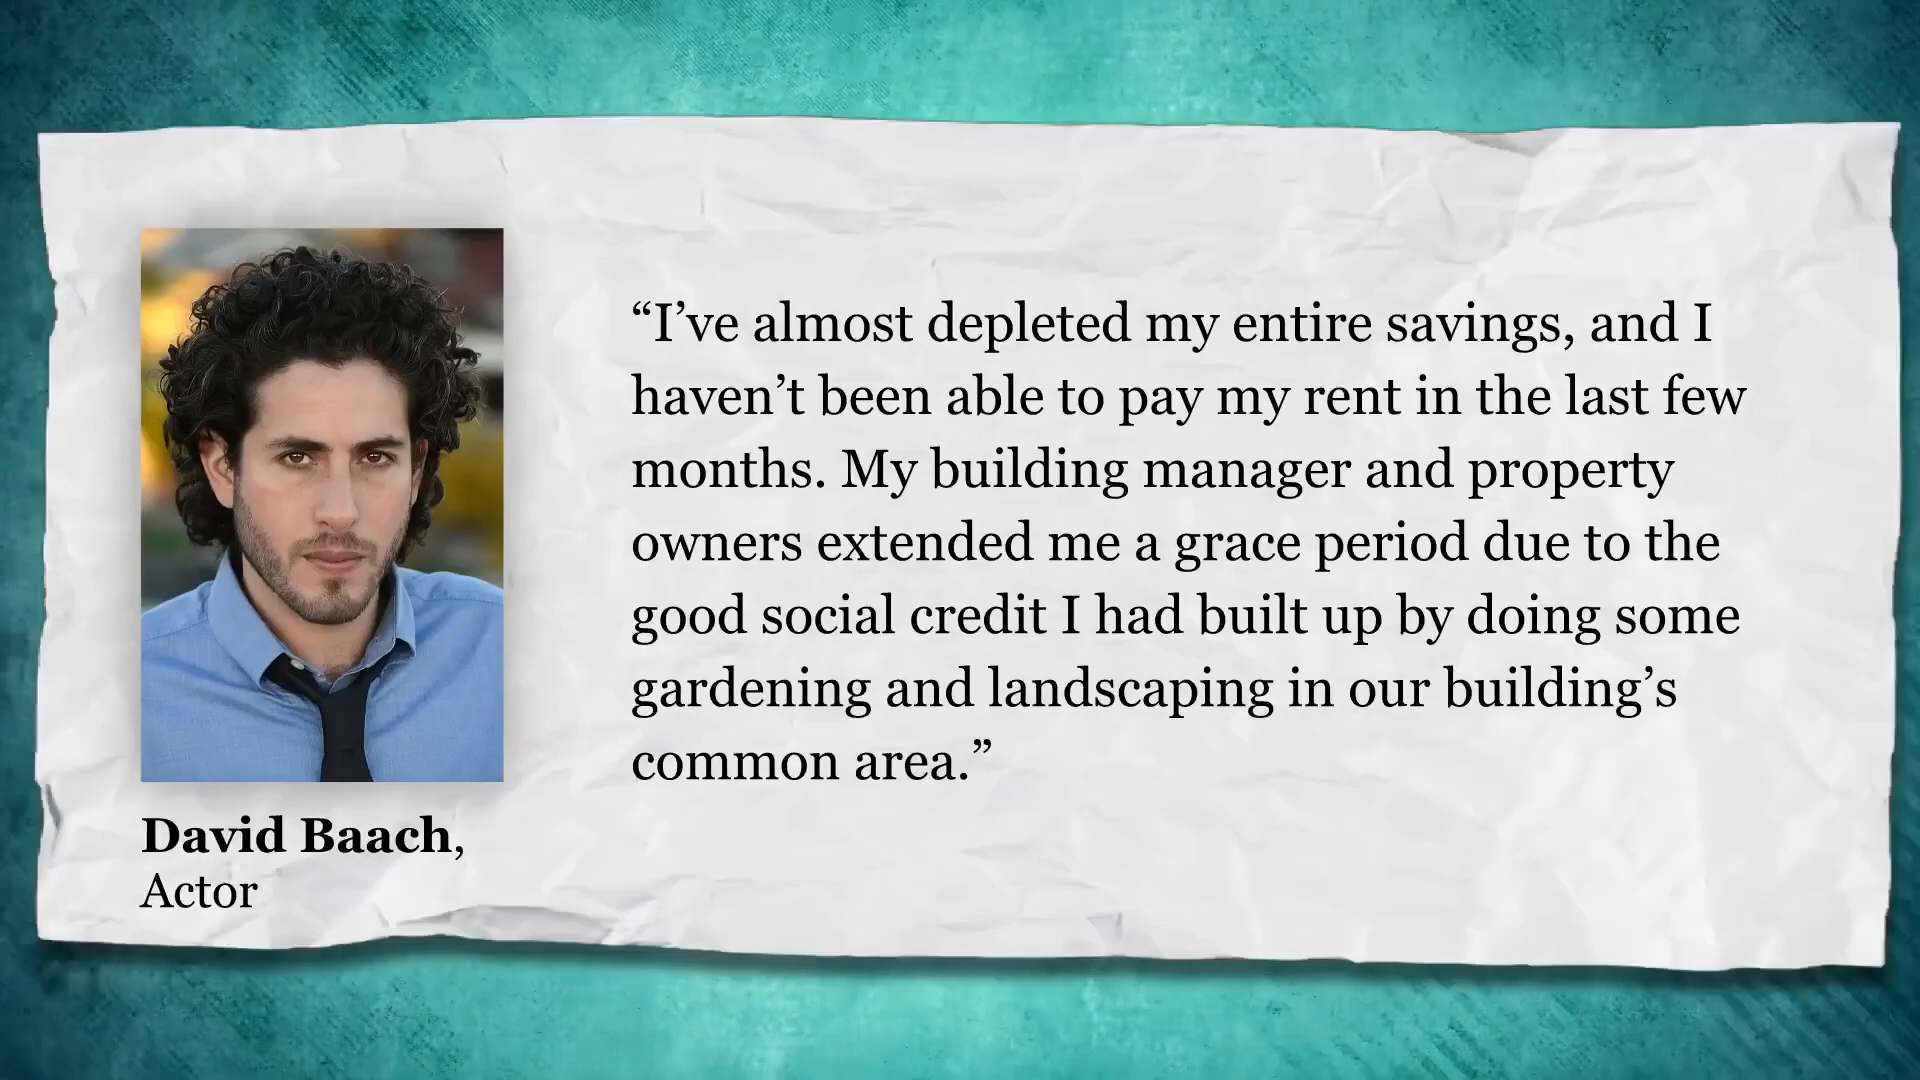 “I’ve almost depleted my entire savings, and I
haven’t been able to pay my rent in the last few
months. My building manager and property
owners extended me a grace period due to the
good social credit I had built up by doing some
gardening and landscaping in our building’s
common area.”
David Baach,
Actor